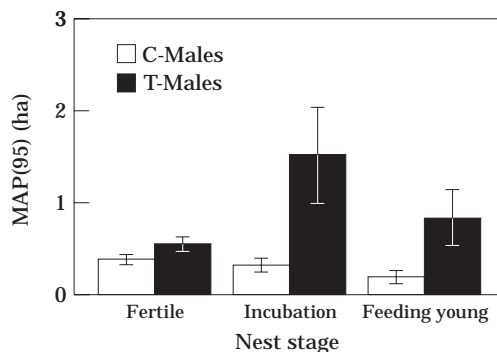 3
C-Males
T-Males
2
MAP(95) (ha)
1
0
Fertile Incubation Feeding young
Nest stage